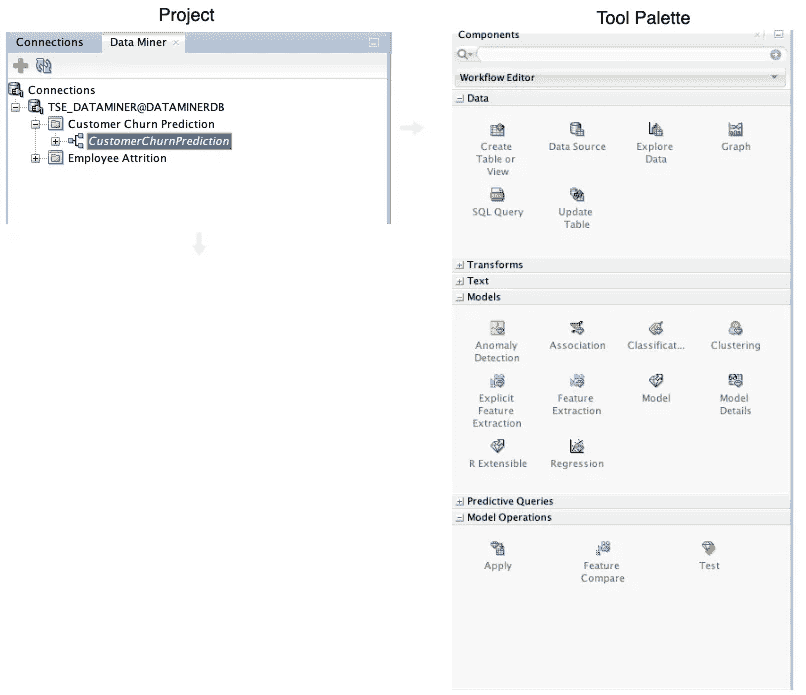 Project
Connections
Data Miner
Connections
TSE_DATAMINER@DATAMINERDB
Customer Churn Prediction
CustomerChurnPrediction
Employee Attrition
Tool Palette
Components
Workflow Editor
Data
Create
Table or
View
Data Source
Explore
Data
Graph
SQL Query
Update
Table
Transforms
Text
Models
Anomaly
Detection
Association
Classificat...
Clustering
Explicit
Feature
Extraction
Feature
Extraction
Model
Model
Details
R Extensible
Regression
Predictive Queries
Model Operations
Apply
Feature
Compare
Test